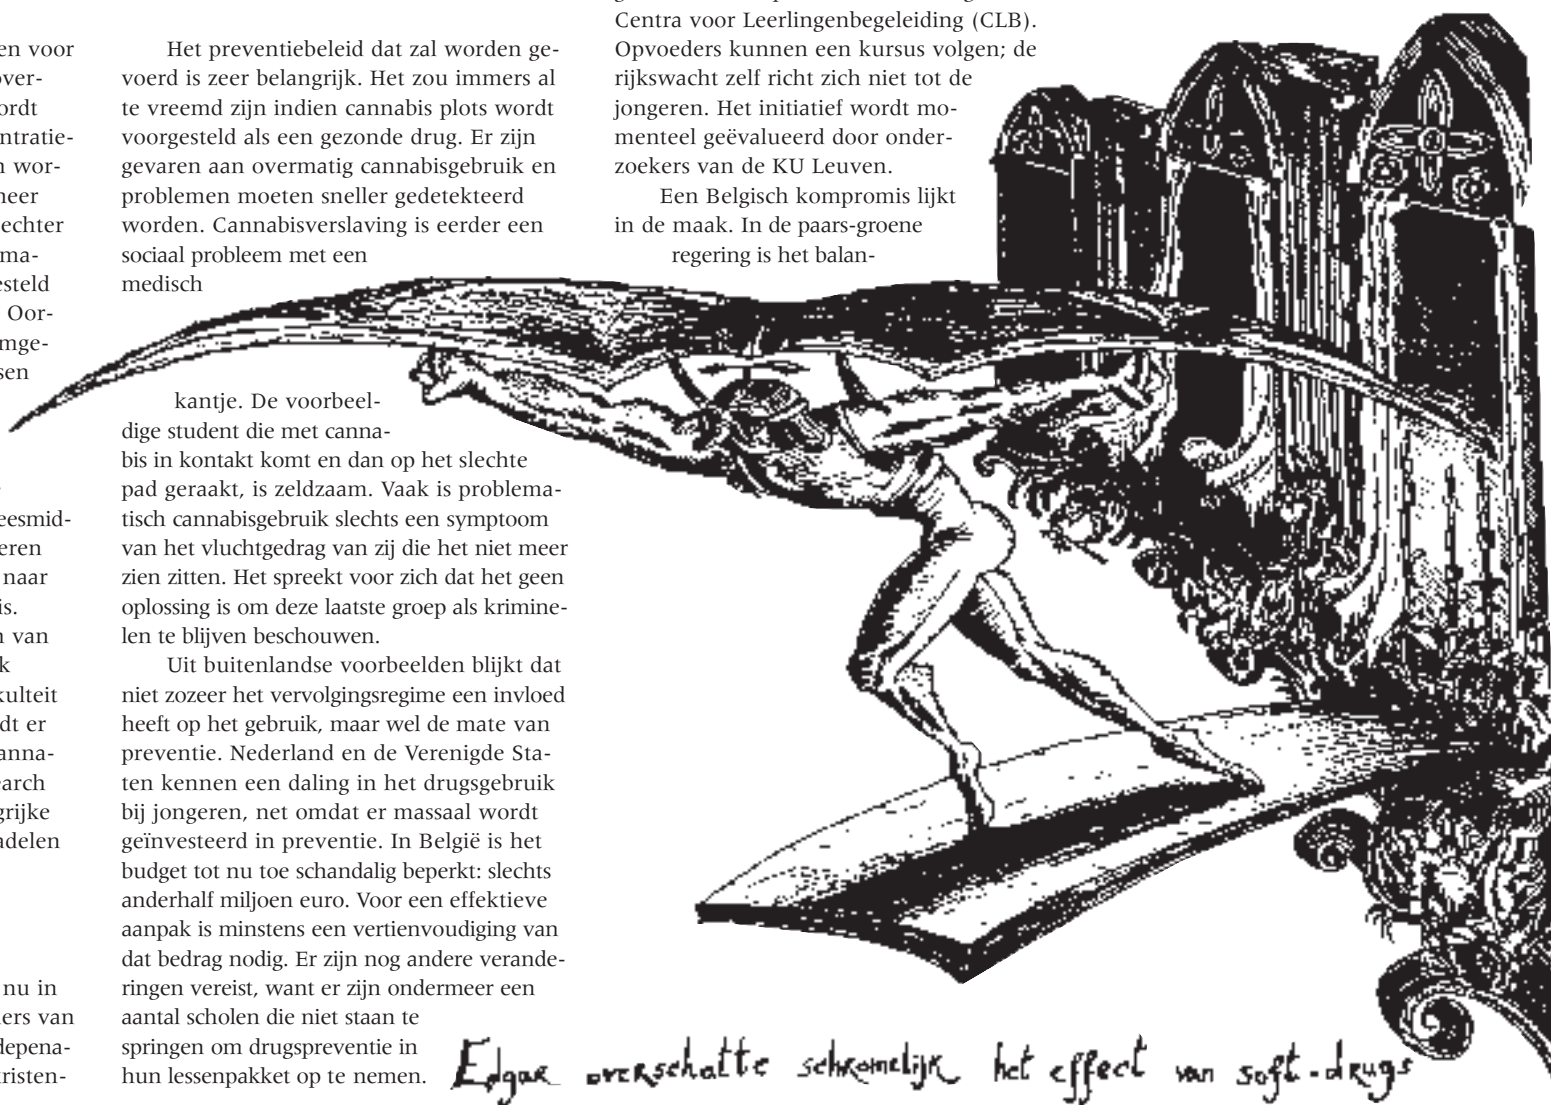 en voor
over-
ordt
ntratie-
n wor-
neer
echter
ma-
esteld
Oor-
mge-
sen
eesmid-
eren
naar
is.
n van
k
kulteit
dt er
anna-
earch
grijke
adelen
nu in
ers van
depena-
kristen-
Het preventiebeleid dat zal worden ge-
voerd is zeer belangrijk. Het zou immers al
te vreemd zijn indien cannabis plots wordt
voorgesteld als een gezonde drug. Er zijn
gevaren aan overmatig cannabisgebruik en
problemen moeten sneller gedetekteerd
worden. Cannabisverslaving is eerder een
sociaal probleem met een
medisch
kantje. De voorbeel-
dige student die met canna-
bis in kontakt komt en dan op het slechte
pad geraakt, is zeldzaam. Vaak is problema-
tisch cannabisgebruik slechts een symptoom
van het vluchtgedrag van zij die het niet meer
zien zitten. Het spreekt voor zich dat het geen
oplossing is om deze laatste groep als krimine-
len te blijven beschouwen.
Uit buitenlandse voorbeelden blijkt dat
niet zozeer het vervolgingsregime een invloed
heeft op het gebruik, maar wel de mate van
preventie. Nederland en de Verenigde Sta-
ten kennen een daling in het drugsgebruik
bij jongeren, net omdat er massaal wordt
geïnvesteerd in preventie. In België is het
budget tot nu toe schandalig beperkt: slechts
anderhalf miljoen euro. Voor een effektieve
aanpak is minstens een vertienvoudiging van
dat bedrag nodig. Er zijn nog andere verande-
ringen vereist, want er zijn ondermeer een
aantal scholen die niet staan te
springen om drugspreventie in
hun lessenpakket op te nemen.
Centra voor Leerlingenbegeleiding (CLB).
Opvoeders kunnen een kursus volgen; de
rijkswacht zelf richt zich niet tot de
jongeren. Het initiatief wordt mo-
menteel geëvalueerd door onder-
zoekers van de KU Leuven.
Een Belgisch kompromis lijkt
in de maak. In de paars-groene
regering is het balan-
Edgar overschatte schromelijk het effect van soft-drugs